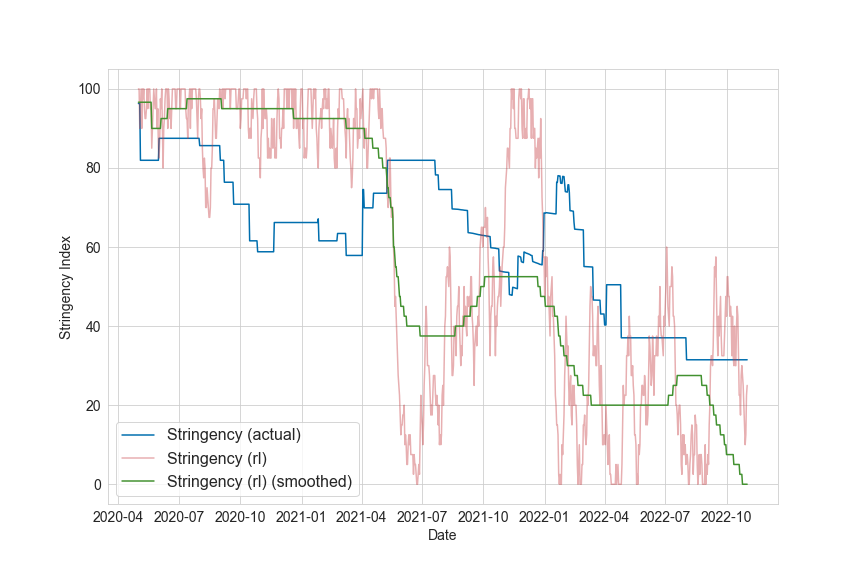 100
80
60
40
20
0
Stringency Index
Stringency (actual)
Stringency (rl)
Stringency (rl) (smoothed)
2020-04 2020-07 2020-10 2021-01 2021-04 2021-07 2021-10 2022-01 2022-04 2022-07 2022-10
Date